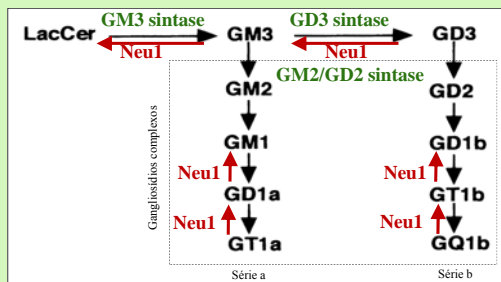 GM3 sintase GD3 sintase
LacCer GM3 GD3
Neu1 Neu1
GM2/GD2 sintase
GM2 GD2
GM1 GD1b
Neu1 Neu1
GD1a GT1b
Neu1 Neu1
GT1a GQ1b
Gangliosídios complexos
Série a Série b